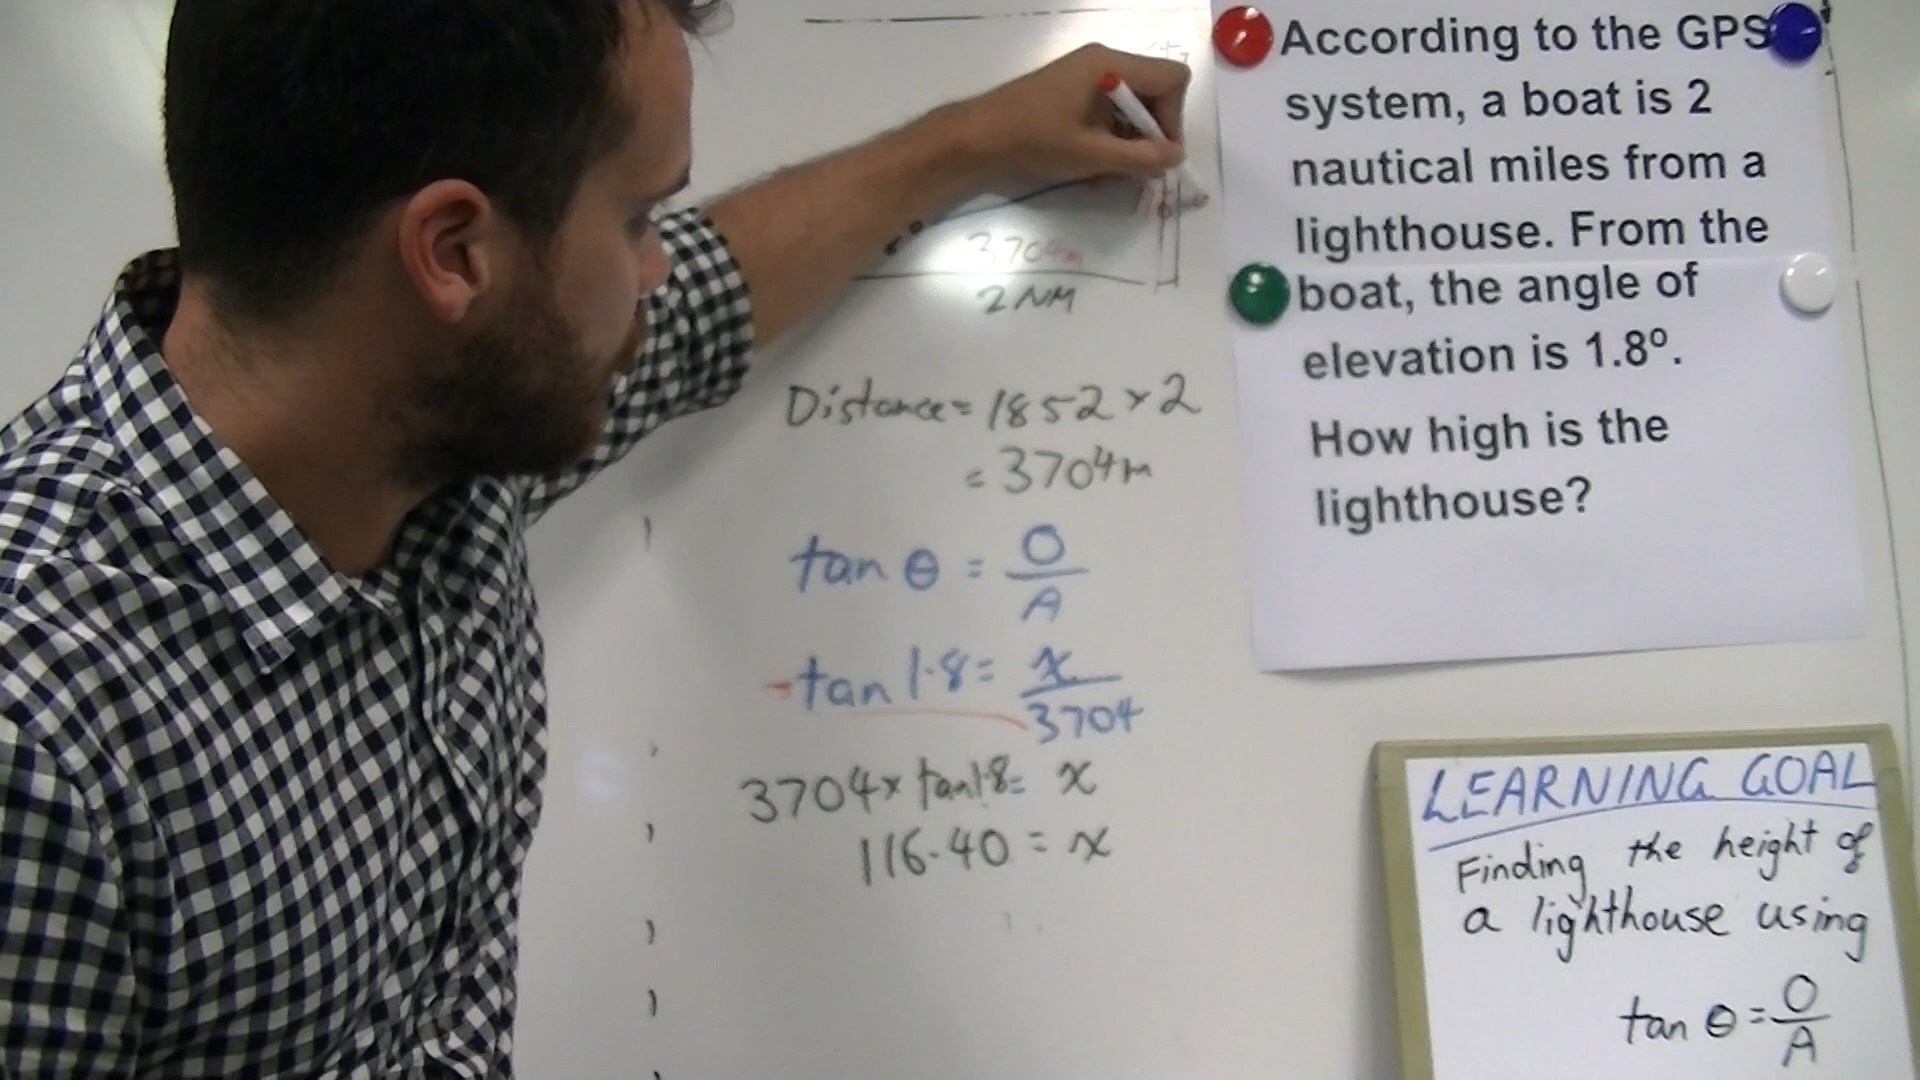 According to the GPS
system, a boat is 2
nautical miles from a
lighthouse. From the
boat, the angle of
elevation is 1.8º.
How high is the
lighthouse?
3704m
2NM
Distance = 1852 × 2
= 3704m
tan θ = O
A
tan 1.8 = x
3704
3704 × tan 1.8 = x
116.40 = x
LEARNING GOAL
Finding the height of
a lighthouse using
tan θ = O
A